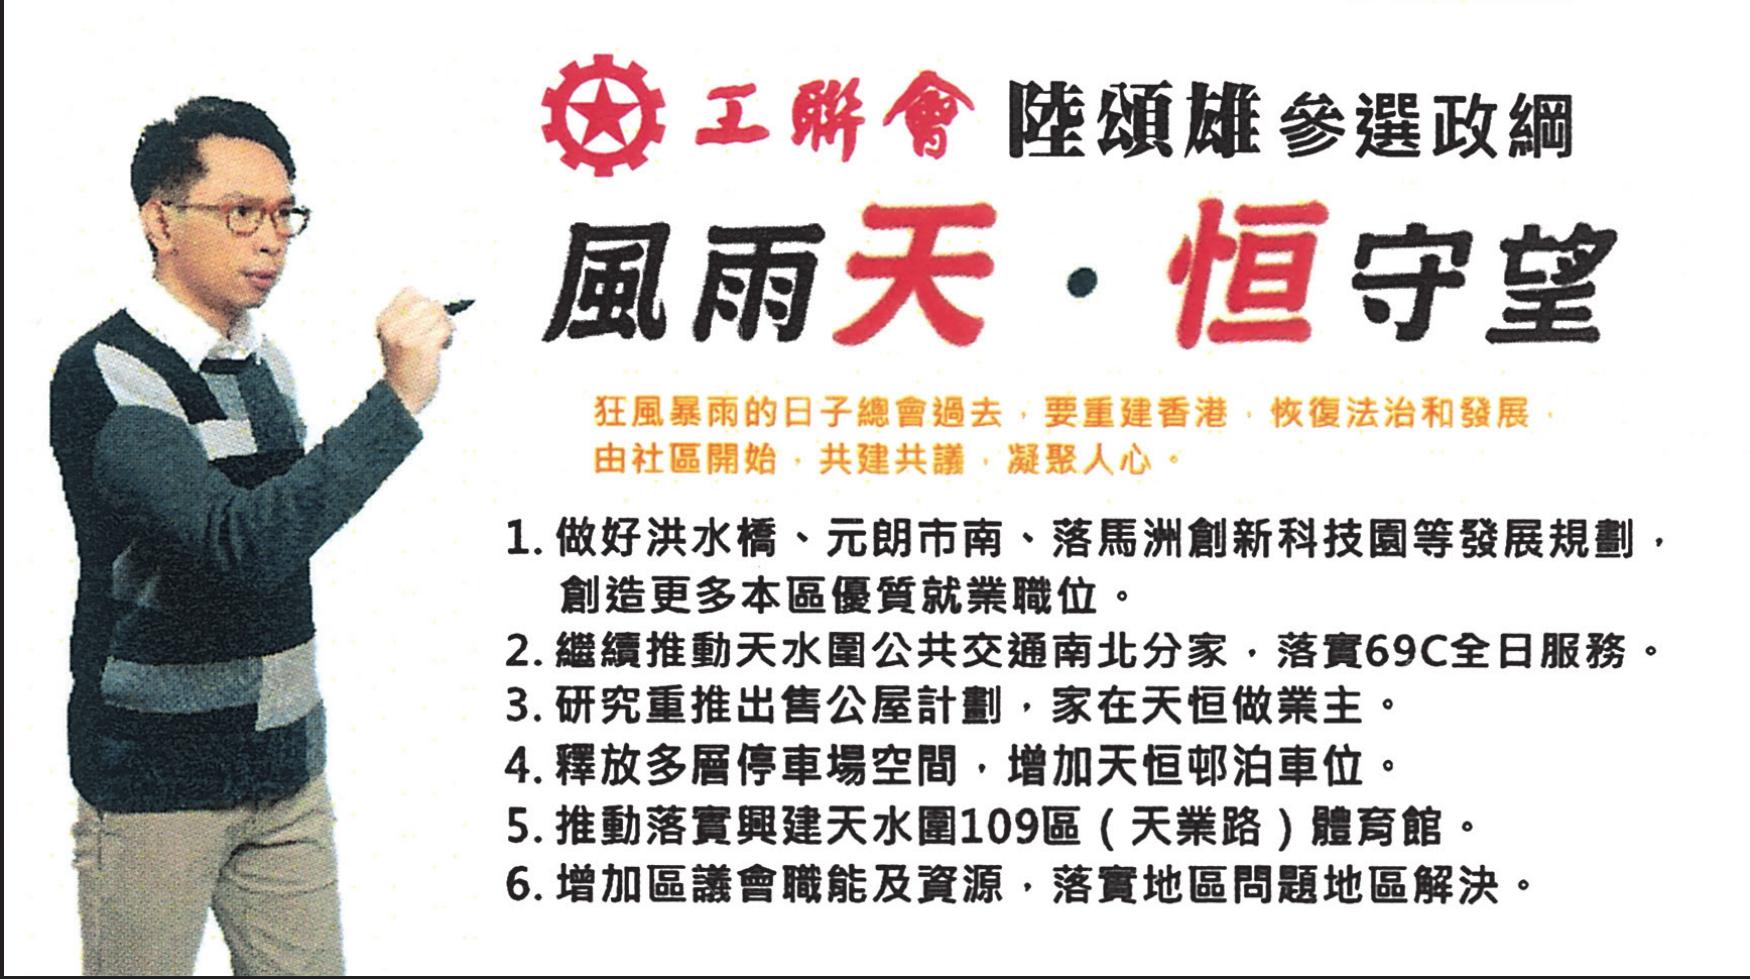 工聯會 陸頌雄參選政綱
風雨天·恒守望
狂風暴雨的日子總會過去，要重建香港，恢復法治和發展，
由社區開始，共建共議，凝聚人心。
1. 做好洪水橋、元朗市南、落馬洲創新科技園等發展規劃，
創造更多本區優質就業職位。
2. 繼續推動天水圍公共交通南北分家，落實69C全日服務。
3. 研究重推出售公屋計劃，家在天恒做業主。
4. 釋放多層停車場空間，增加天恒邨泊車位。
5. 推動落實興建天水圍109區（天業路）體育館。
6. 增加區議會職能及資源，落實地區問題地區解決。